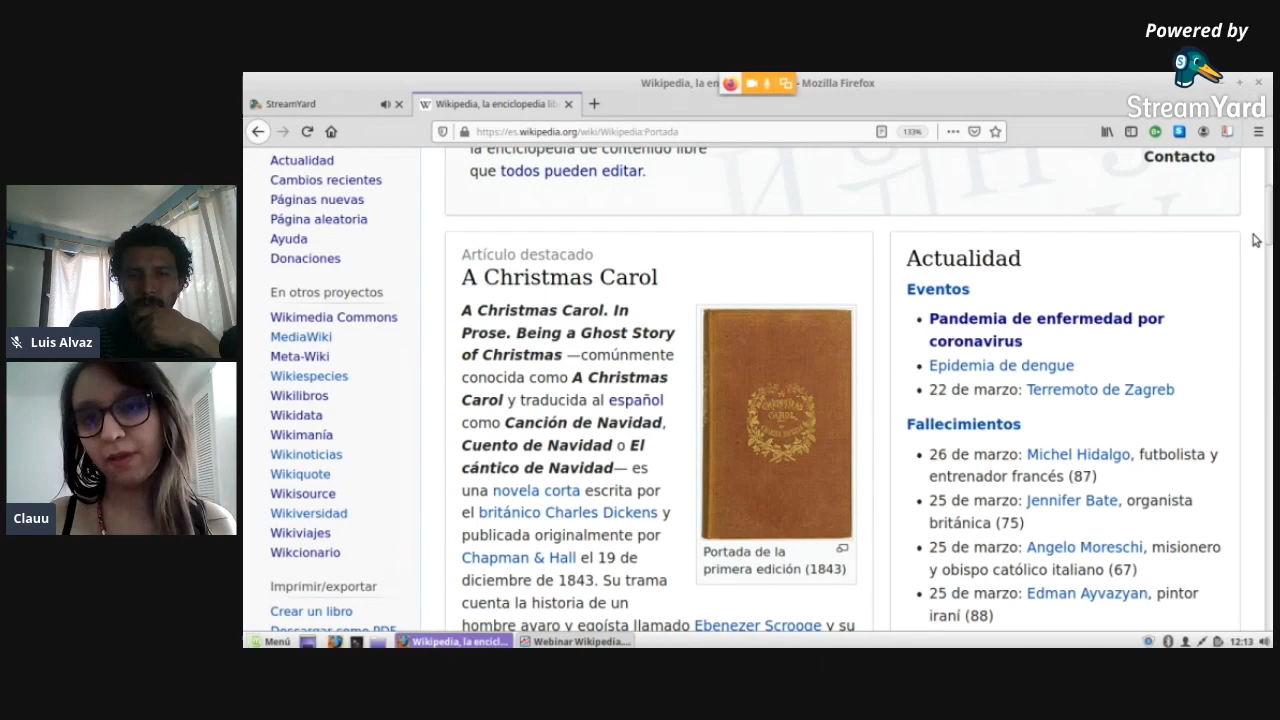 Powered by
StreamYard
Wikipedia, la en
- Mozilla Firefox
StreamYard
Wikipedia, la enciclopedia lib
https://es.wikipedia.org/wiki/Wikipedia:Portada
133%
Actualidad
Cambios recientes
Páginas nuevas
Página aleatoria
Ayuda
Donaciones
En otros proyectos
Wikimedia Commons
MediaWiki
Meta-Wiki
Wikiespecies
Wikilibros
Wikidata
Wikimanía
Wikinoticias
Wikiquote
Wikisource
Wikiversidad
Wikiviajes
Wikcionario
Imprimir/exportar
Crear un libro
Descargar como PDF
la enciclopedia de contenido libre
que todos pueden editar.
Contacto
Artículo destacado
A Christmas Carol
A Christmas Carol. In
Prose. Being a Ghost Story
of Christmas —comúnmente
conocida como A Christmas
Carol y traducida al español
como Canción de Navidad,
Cuento de Navidad o El
cántico de Navidad— es
una novela corta escrita por
el británico Charles Dickens y
publicada originalmente por
Chapman & Hall el 19 de
diciembre de 1843. Su trama
cuenta la historia de un
hombre avaro y egoísta llamado Ebenezer Scrooge y su
A CHRISTMAS
CAROL
Portada de la
primera edición (1843)
Actualidad
Eventos
• Pandemia de enfermedad por
coronavirus
• Epidemia de dengue
• 22 de marzo: Terremoto de Zagreb
Fallecimientos
• 26 de marzo: Michel Hidalgo, futbolista y
entrenador francés (87)
• 25 de marzo: Jennifer Bate, organista
británica (75)
• 25 de marzo: Angelo Moreschi, misionero
y obispo católico italiano (67)
• 25 de marzo: Edman Ayvazyan, pintor
iraní (88)
Luis Alvaz
Clauu
Menú
Wikipedia, la encicl...
Webinar Wikipedia....
12:13